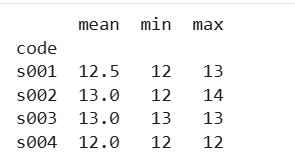 mean min max
code
s001 12.5 12 13
s002 13.0 12 14
s003 13.0 13 13
s004 12.0 12 12